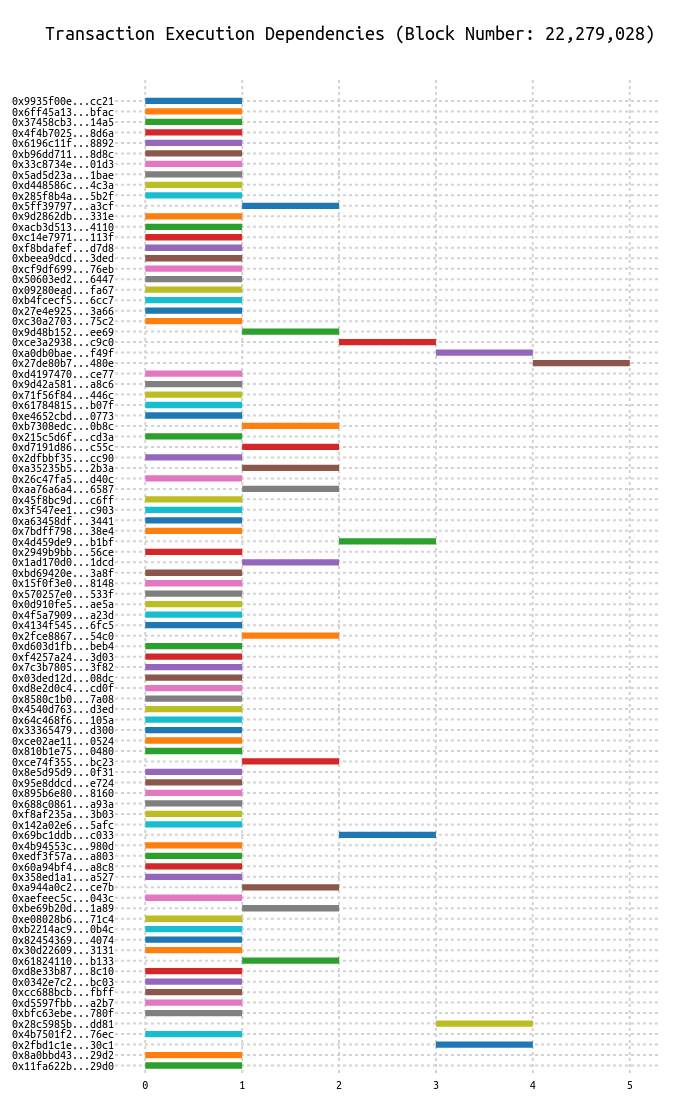 Transaction Execution Dependencies (Block Number: 22,279,028)
0x9935f00e...cc21
0x6ff45a13...bfac
0x37458cb3...14a5
0x4f4b7025...8d6a
0x6196c11f...8892
0xb96dd711...8d8c
0x33c8734e...01d3
0x5ad5d23a...1bae
0xd448586c...4c3a
0x285f8b4a...5b2f
0x5ff39797...a3cf
0x9d2862db...331e
0xacb3d513...4110
0xc14e7971...113f
0xf8bdafef...d7d8
0xbeea9dcd...3ded
0xcf9df699...76eb
0x50603ed2...6447
0x09280ead...fa67
0xb4fcecf5...6cc7
0x27e4e925...3a66
0xc30a2703...75c2
0x9d48b152...ee69
0xce3a2938...c9c0
0xa0db0bae...f49f
0x27de80b7...480e
0xd4197470...ce77
0x9d42a581...a8c6
0x71f56f84...446c
0x61784815...b07f
0xe4652cbd...0773
0xb7308edc...0b8c
0x215c5d6f...cd3a
0xd7191d86...c55c
0x2dfbbf35...cc90
0xa35235b5...2b3a
0x26c47fa5...d40c
0xaa76a6a4...6587
0x45f8bc9d...c6ff
0x3f547ee1...c903
0xa63458df...3441
0x7bdff798...38e4
0x4d459de9...b1bf
0x2949b9bb...56ce
0x1ad170d0...1dcd
0xbd69420e...3a8f
0x15f0f3e0...8148
0x570257e0...533f
0x0d910fe5...ae5a
0x4f5a7909...a23d
0x4134f545...6fc5
0x2fce8867...54c0
0xd603d1fb...beb4
0xf4257a24...3d03
0x7c3b7805...3f82
0x03ded12d...08dc
0xd8e2d0c4...cd0f
0x8580c1b0...7a08
0x4540d763...d3ed
0x64c468f6...105a
0x33365479...d300
0xce02ae11...0524
0x810b1e75...0480
0xce74f355...bc23
0x8e5d95d9...0f31
0x95e8ddcd...e724
0x895b6e80...8160
0x688c0861...a93a
0xf8af235a...3b03
0x142a02e6...5afc
0x69bc1ddb...c033
0x4b94553c...980d
0xedf3f57a...a803
0x60a94bf4...a8c8
0x358ed1a1...a527
0xa944a0c2...ce7b
0xaefeec5c...043c
0xbe69b20d...1a89
0xe08028b6...71c4
0xb2214ac9...0b4c
0x82454369...4074
0x30d22609...3131
0x61824110...b133
0xd8e33b87...8c10
0x0342e7c2...bc03
0xcc688bcb...fbff
0xd5597fbb...a2b7
0xbfc63ebe...780f
0x28c5985b...dd81
0x4b7501f2...76ec
0x2fbd1c1e...30c1
0x8a0bbd43...29d2
0x11fa622b...29d0
0 1 2 3 4 5